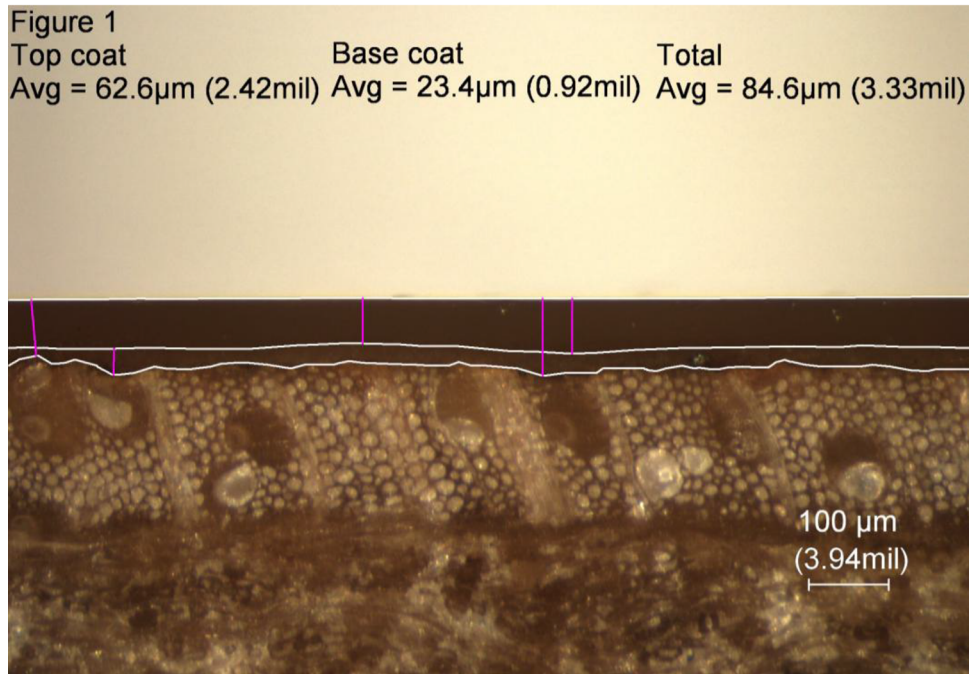 Figure 1
Top coat Base coat Total
Avg = 62.6µm (2.42mil) Avg = 23.4µm (0.92mil) Avg = 84.6µm (3.33mil)
100 µm
(3.94mil)